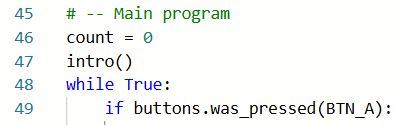 45 # -- Main program
46 count = 0
47 intro()
48 while True:
49     if buttons.was_pressed(BTN_A):